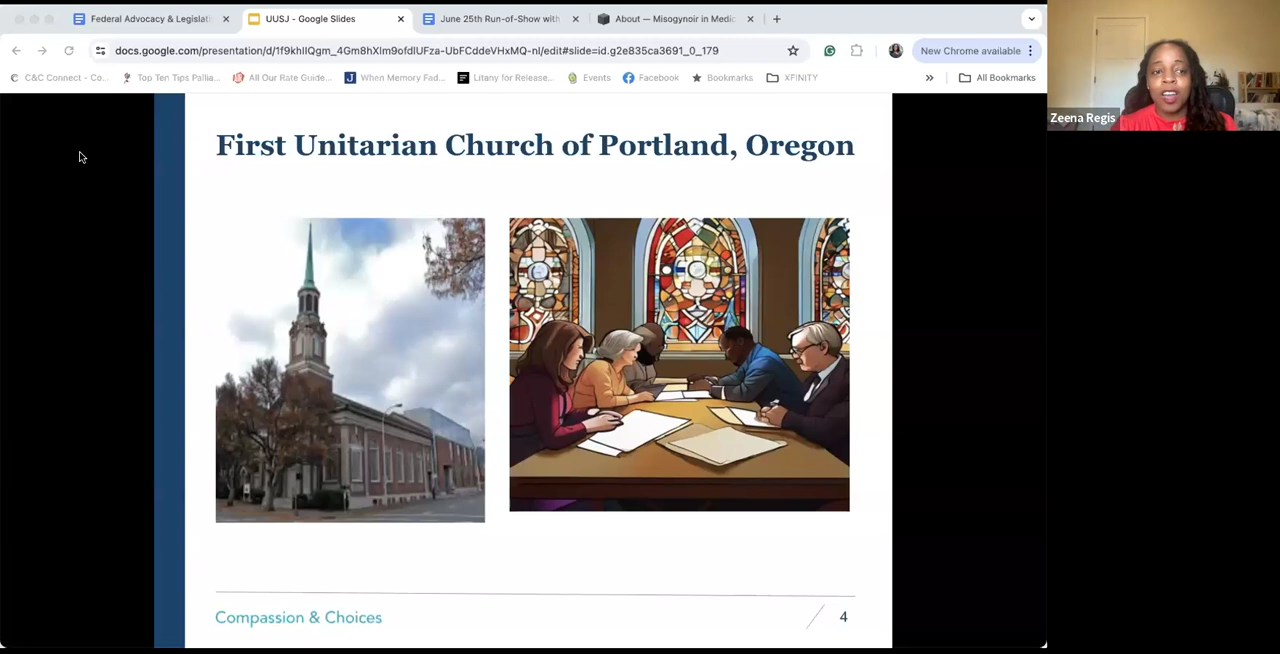 Federal Advocacy & Legislati
UUSJ - Google Slides
June 25th Run-of-Show with
About — Misogynoir in Medic
docs.google.com/presentation/d/1f9khIlQgm_4Gm8hXlm9ofdlUFza-UbFCddeVHxMQ-nI/edit#slide=id.g2e835ca3691_0_179
New Chrome available
C&C Connect - Co...
Top Ten Tips Pallia...
All Our Rate Guide...
When Memory Fad...
Litany for Release...
Events
Facebook
Bookmarks
XFINITY
»
All Bookmarks
Zeena Regis
First Unitarian Church of Portland, Oregon
Compassion & Choices
4